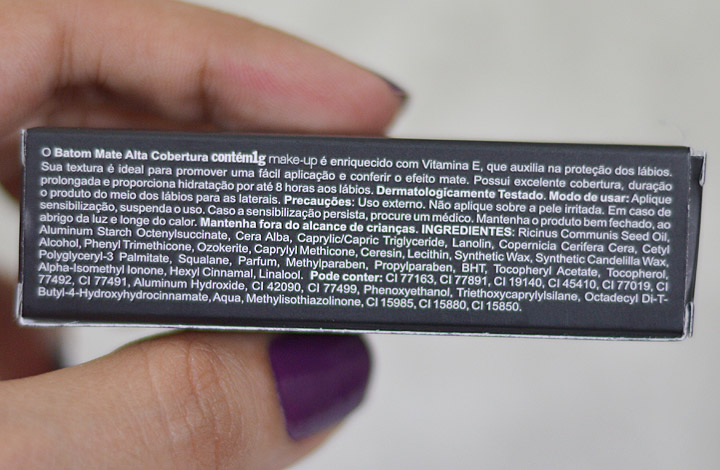 O Batom Mate Alta Cobertura contém1g make-up é enriquecido com Vitamina E, que auxilia na proteção dos lábios.
Sua textura é ideal para promover uma fácil aplicação e conferir o efeito mate. Possui excelente cobertura, duração
prolongada e proporciona hidratação por até 8 horas aos lábios. Dermatologicamente Testado. Modo de usar: Aplique
o produto do meio dos lábios para as laterais. Precauções: Uso externo. Não aplique sobre a pele irritada. Em caso de
sensibilização, suspenda o uso. Caso a sensibilização persista, procure um médico. Mantenha o produto bem fechado, ao
abrigo da luz e longe do calor. Mantenha fora do alcance de crianças. INGREDIENTES: Ricinus Communis Seed Oil,
Aluminum Starch Octenylsuccinate, Cera Alba, Caprylic/Capric Triglyceride, Lanolin, Copernicia Cerifera Cera, Cetyl
Alcohol, Phenyl Trimethicone, Ozokerite, Caprylyl Methicone, Ceresin, Lecithin, Synthetic Wax, Synthetic Candelilla Wax,
Polyglyceryl-3 Palmitate, Squalane, Parfum, Methylparaben, Propylparaben, BHT, Tocopheryl Acetate, Tocopherol,
Alpha-Isomethyl Ionone, Hexyl Cinnamal, Linalool. Pode conter: CI 77163, CI 77891, CI 19140, CI 45410, CI 77019, CI
77492, CI 77491, Aluminum Hydroxide, CI 42090, CI 77499, Phenoxyethanol, Triethoxycaprylylsilane, Octadecyl Di-T-
Butyl-4-Hydroxyhydrocinnamate, Aqua, Methylisothiazolinone, CI 15985, CI 15880, CI 15850.